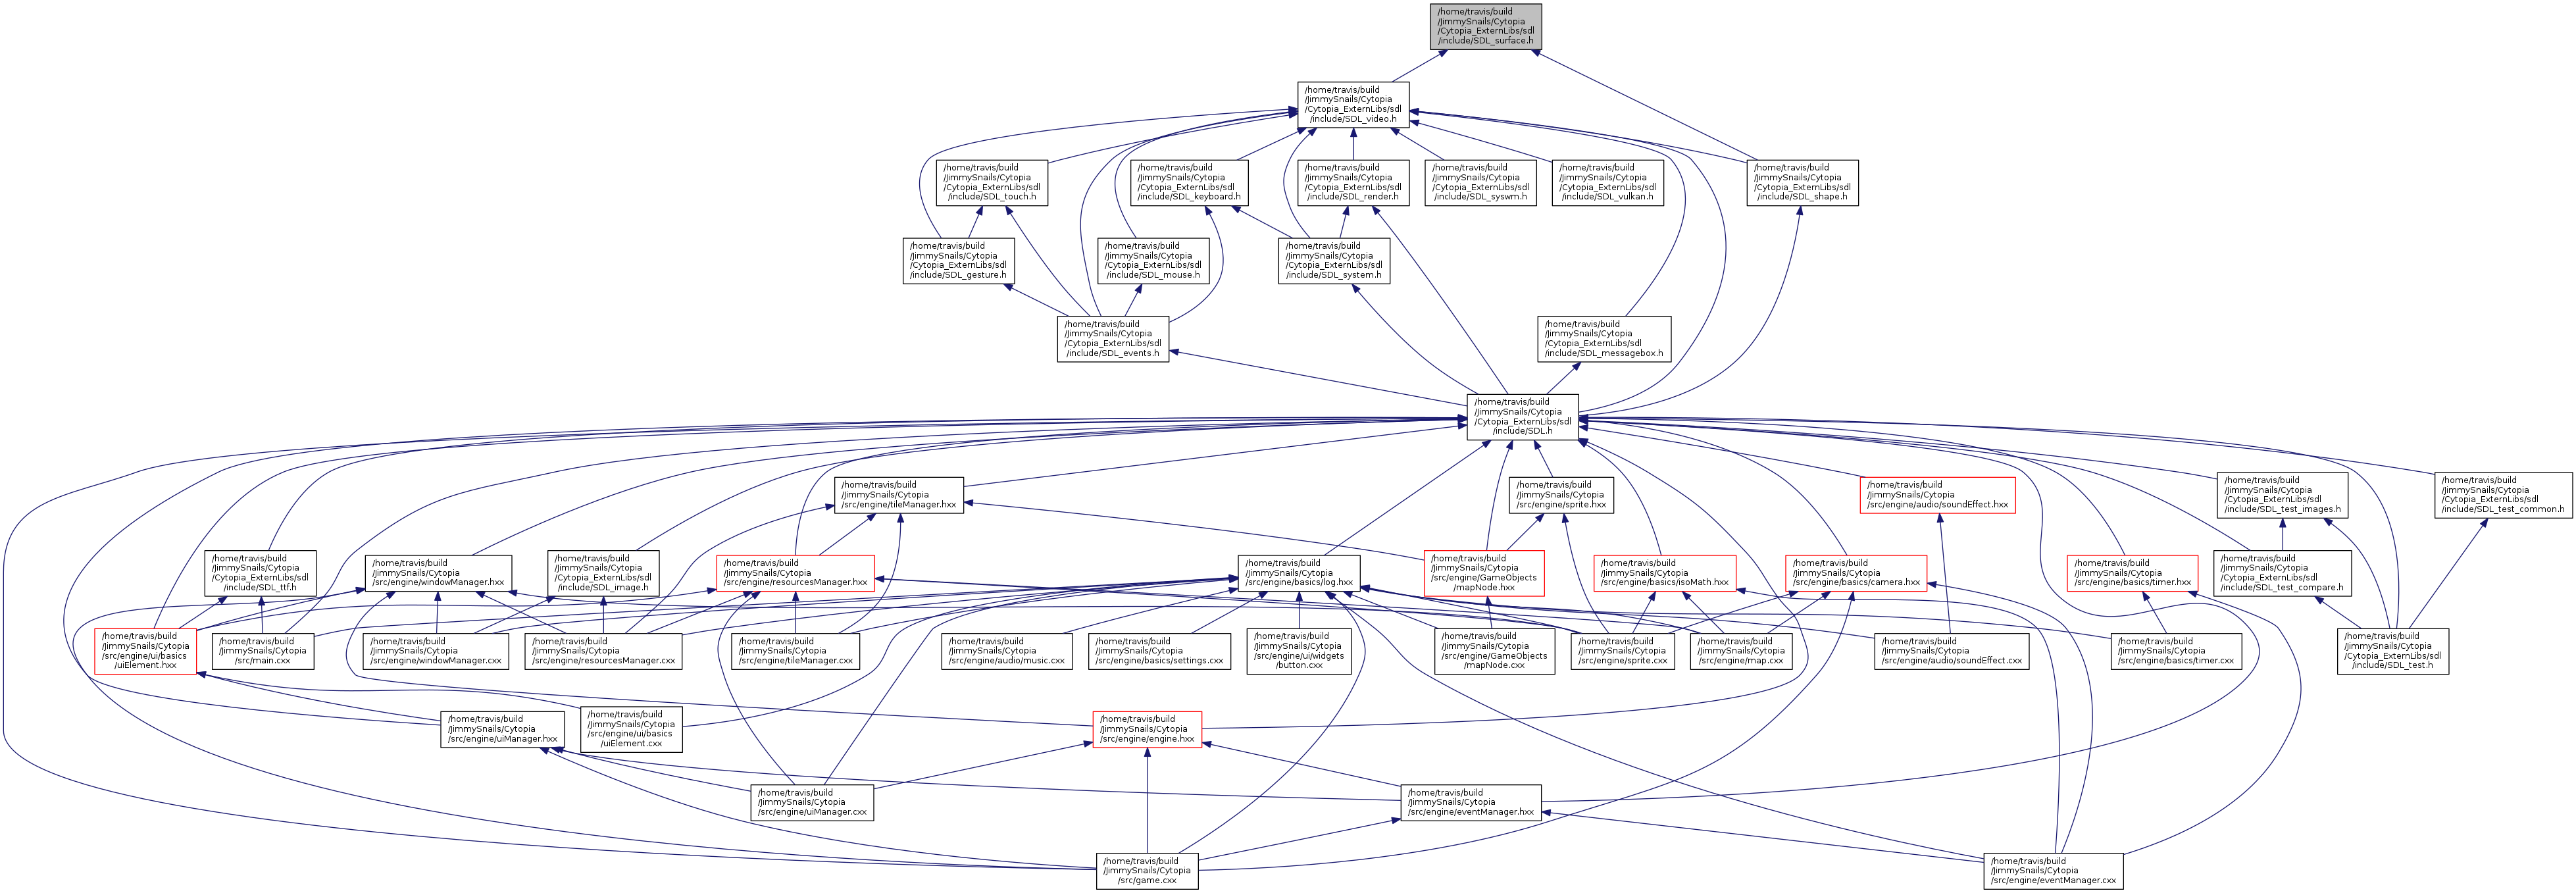 /home/travis/build
/JimmySnails/Cytopia
/Cytopia_ExternLibs/sdl
/include/SDL_surface.h
/home/travis/build
/JimmySnails/Cytopia
/Cytopia_ExternLibs/sdl
/include/SDL_video.h
/home/travis/build
/JimmySnails/Cytopia
/Cytopia_ExternLibs/sdl
/include/SDL_touch.h
/home/travis/build
/JimmySnails/Cytopia
/Cytopia_ExternLibs/sdl
/include/SDL_keyboard.h
/home/travis/build
/JimmySnails/Cytopia
/Cytopia_ExternLibs/sdl
/include/SDL_render.h
/home/travis/build
/JimmySnails/Cytopia
/Cytopia_ExternLibs/sdl
/include/SDL_syswm.h
/home/travis/build
/JimmySnails/Cytopia
/Cytopia_ExternLibs/sdl
/include/SDL_vulkan.h
/home/travis/build
/JimmySnails/Cytopia
/Cytopia_ExternLibs/sdl
/include/SDL_shape.h
/home/travis/build
/JimmySnails/Cytopia
/Cytopia_ExternLibs/sdl
/include/SDL_gesture.h
/home/travis/build
/JimmySnails/Cytopia
/Cytopia_ExternLibs/sdl
/include/SDL_mouse.h
/home/travis/build
/JimmySnails/Cytopia
/Cytopia_ExternLibs/sdl
/include/SDL_system.h
/home/travis/build
/JimmySnails/Cytopia
/Cytopia_ExternLibs/sdl
/include/SDL_events.h
/home/travis/build
/JimmySnails/Cytopia
/Cytopia_ExternLibs/sdl
/include/SDL_messagebox.h
/home/travis/build
/JimmySnails/Cytopia
/Cytopia_ExternLibs/sdl
/include/SDL.h
/home/travis/build
/JimmySnails/Cytopia
/src/engine/tileManager.hxx
/home/travis/build
/JimmySnails/Cytopia
/src/engine/sprite.hxx
/home/travis/build
/JimmySnails/Cytopia
/src/engine/audio/soundEffect.hxx
/home/travis/build
/JimmySnails/Cytopia
/Cytopia_ExternLibs/sdl
/include/SDL_test_images.h
/home/travis/build
/JimmySnails/Cytopia
/Cytopia_ExternLibs/sdl
/include/SDL_test_common.h
/home/travis/build
/JimmySnails/Cytopia
/Cytopia_ExternLibs/sdl
/include/SDL_ttf.h
/home/travis/build
/JimmySnails/Cytopia
/src/engine/windowManager.hxx
/home/travis/build
/JimmySnails/Cytopia
/Cytopia_ExternLibs/sdl
/include/SDL_image.h
/home/travis/build
/JimmySnails/Cytopia
/src/engine/resourcesManager.hxx
/home/travis/build
/JimmySnails/Cytopia
/src/engine/basics/log.hxx
/home/travis/build
/JimmySnails/Cytopia
/src/engine/GameObjects
/mapNode.hxx
/home/travis/build
/JimmySnails/Cytopia
/src/engine/basics/isoMath.hxx
/home/travis/build
/JimmySnails/Cytopia
/src/engine/basics/camera.hxx
/home/travis/build
/JimmySnails/Cytopia
/src/engine/basics/timer.hxx
/home/travis/build
/JimmySnails/Cytopia
/Cytopia_ExternLibs/sdl
/include/SDL_test_compare.h
/home/travis/build
/JimmySnails/Cytopia
/src/engine/ui/basics
/uiElement.hxx
/home/travis/build
/JimmySnails/Cytopia
/src/main.cxx
/home/travis/build
/JimmySnails/Cytopia
/src/engine/windowManager.cxx
/home/travis/build
/JimmySnails/Cytopia
/src/engine/resourcesManager.cxx
/home/travis/build
/JimmySnails/Cytopia
/src/engine/tileManager.cxx
/home/travis/build
/JimmySnails/Cytopia
/src/engine/audio/music.cxx
/home/travis/build
/JimmySnails/Cytopia
/src/engine/basics/settings.cxx
/home/travis/build
/JimmySnails/Cytopia
/src/engine/ui/widgets
/button.cxx
/home/travis/build
/JimmySnails/Cytopia
/src/engine/GameObjects
/mapNode.cxx
/home/travis/build
/JimmySnails/Cytopia
/src/engine/sprite.cxx
/home/travis/build
/JimmySnails/Cytopia
/src/engine/map.cxx
/home/travis/build
/JimmySnails/Cytopia
/src/engine/audio/soundEffect.cxx
/home/travis/build
/JimmySnails/Cytopia
/src/engine/basics/timer.cxx
/home/travis/build
/JimmySnails/Cytopia
/Cytopia_ExternLibs/sdl
/include/SDL_test.h
/home/travis/build
/JimmySnails/Cytopia
/src/engine/uiManager.hxx
/home/travis/build
/JimmySnails/Cytopia
/src/engine/ui/basics
/uiElement.cxx
/home/travis/build
/JimmySnails/Cytopia
/src/engine/engine.hxx
/home/travis/build
/JimmySnails/Cytopia
/src/engine/uiManager.cxx
/home/travis/build
/JimmySnails/Cytopia
/src/engine/eventManager.hxx
/home/travis/build
/JimmySnails/Cytopia
/src/game.cxx
/home/travis/build
/JimmySnails/Cytopia
/src/engine/eventManager.cxx